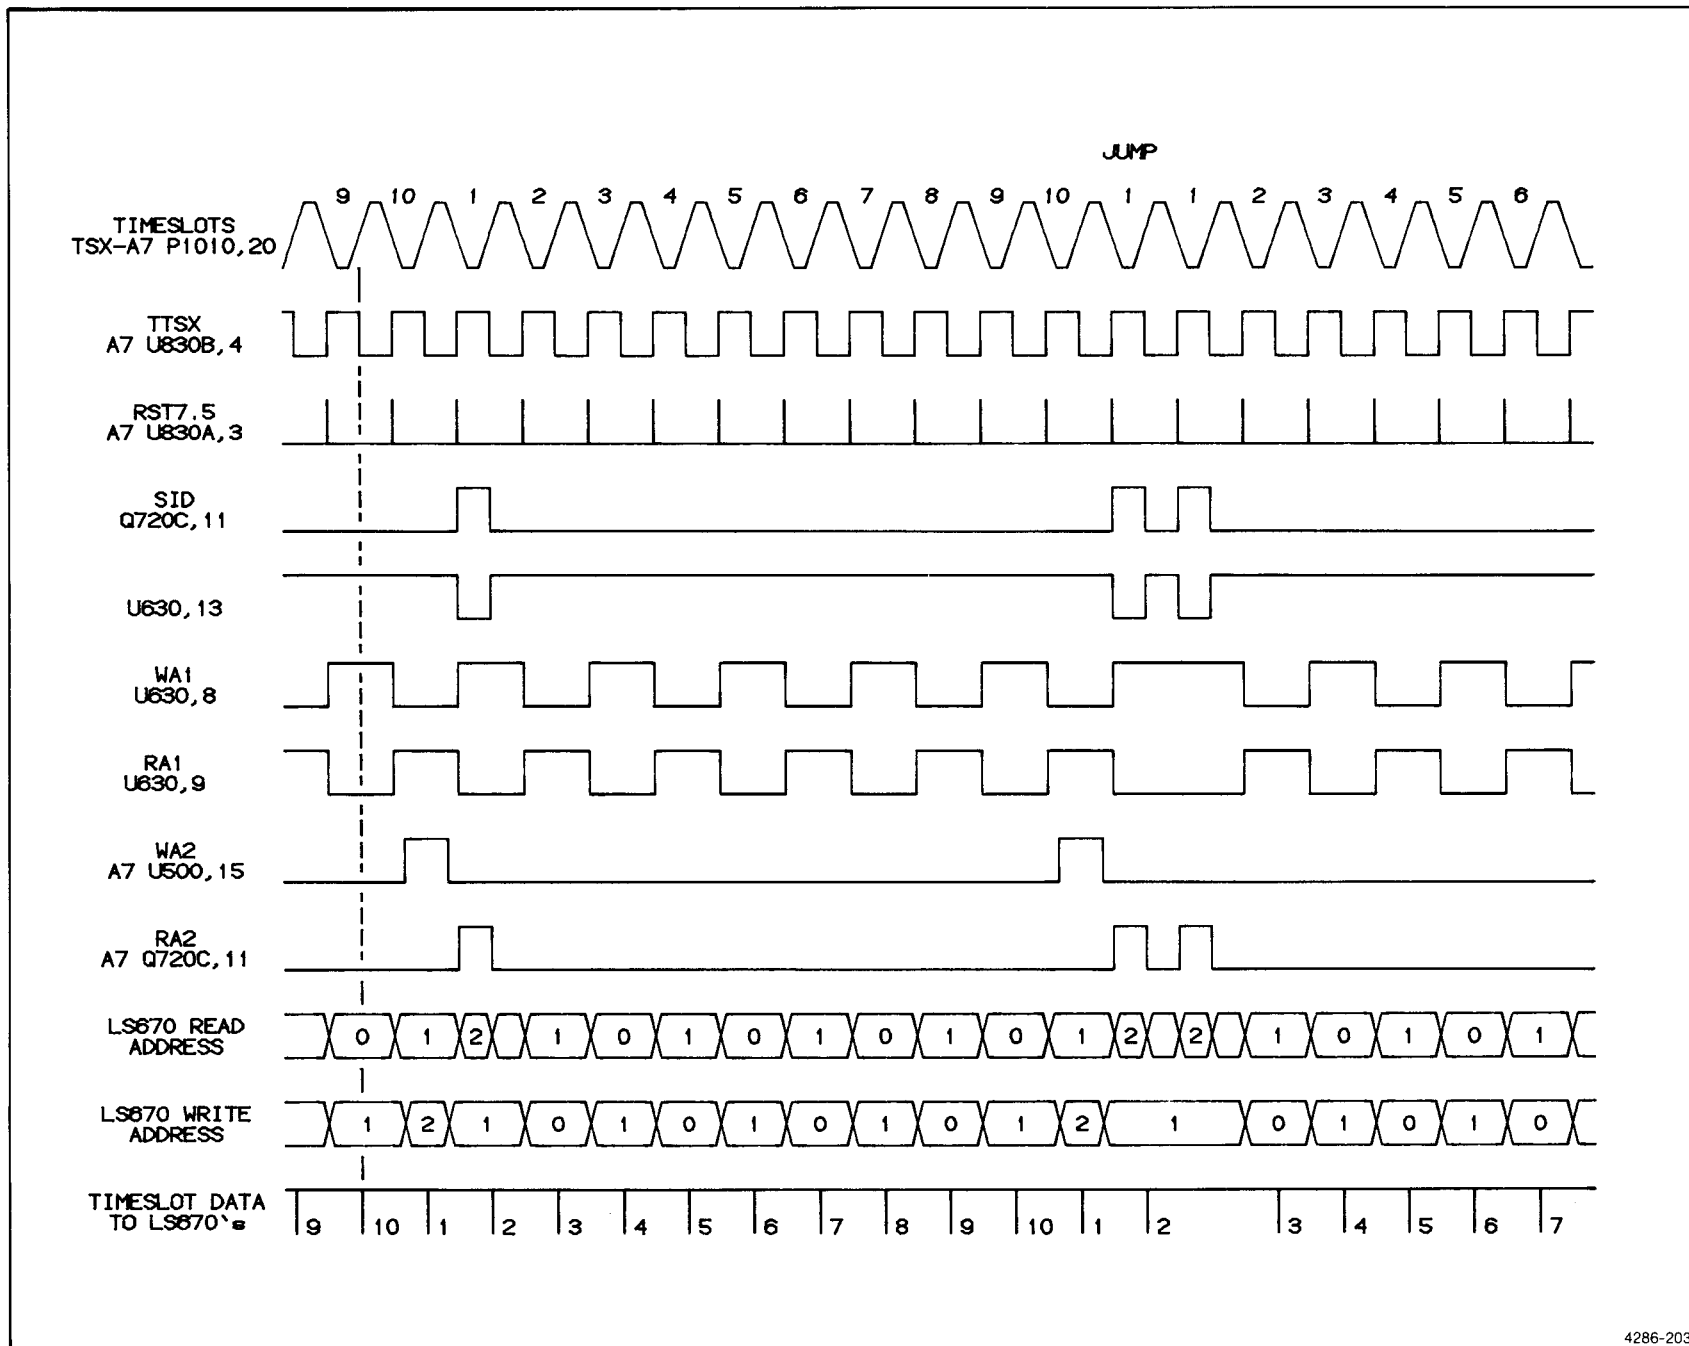 JUMP
9 10 1 2 3 4 5 6 7 8 9 10 1 1 2 3 4 5 6
TIMESLOTS
TSX-A7 P1010,20
TTSX
A7 U830B,4
RST7.5
A7 U830A,3
SID
Q720C,11
U630,13
WA1
U630,8
RA1
U630,9
WA2
A7 U500,15
RA2
A7 Q720C,11
LS670 READ
ADDRESS
0 1 2 1 0 1 0 1 0 1 0 1 2 2 1 0 1 0 1
LS670 WRITE
ADDRESS
1 2 1 0 1 0 1 0 1 0 1 2 1 0 1 0 1 0
TIMESLOT DATA
TO LS670`s
9 10 1 2 3 4 5 6 7 8 9 10 1 2 3 4 5 6 7
4286-203